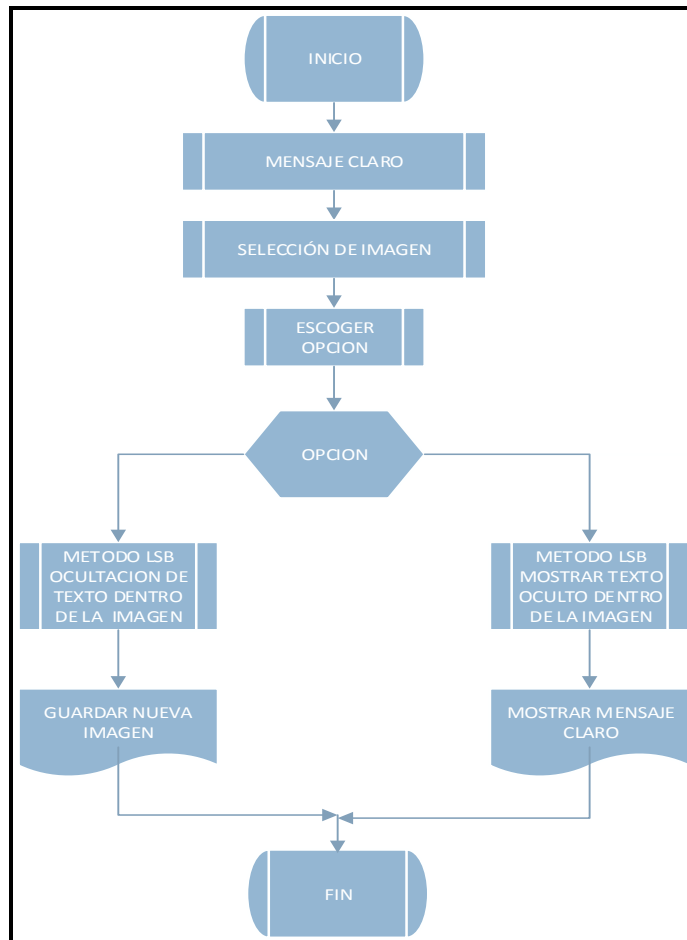 INICIO
MENSAJE CLARO
SELECCIÓN DE IMAGEN
ESCOGER
OPCION
OPCION
METODO LSB
OCULTACION DE
TEXTO DENTRO
DE LA IMAGEN
METODO LSB
MOSTRAR TEXTO
OCULTO DENTRO
DE LA IMAGEN
GUARDAR NUEVA
IMAGEN
MOSTRAR MENSAJE
CLARO
FIN